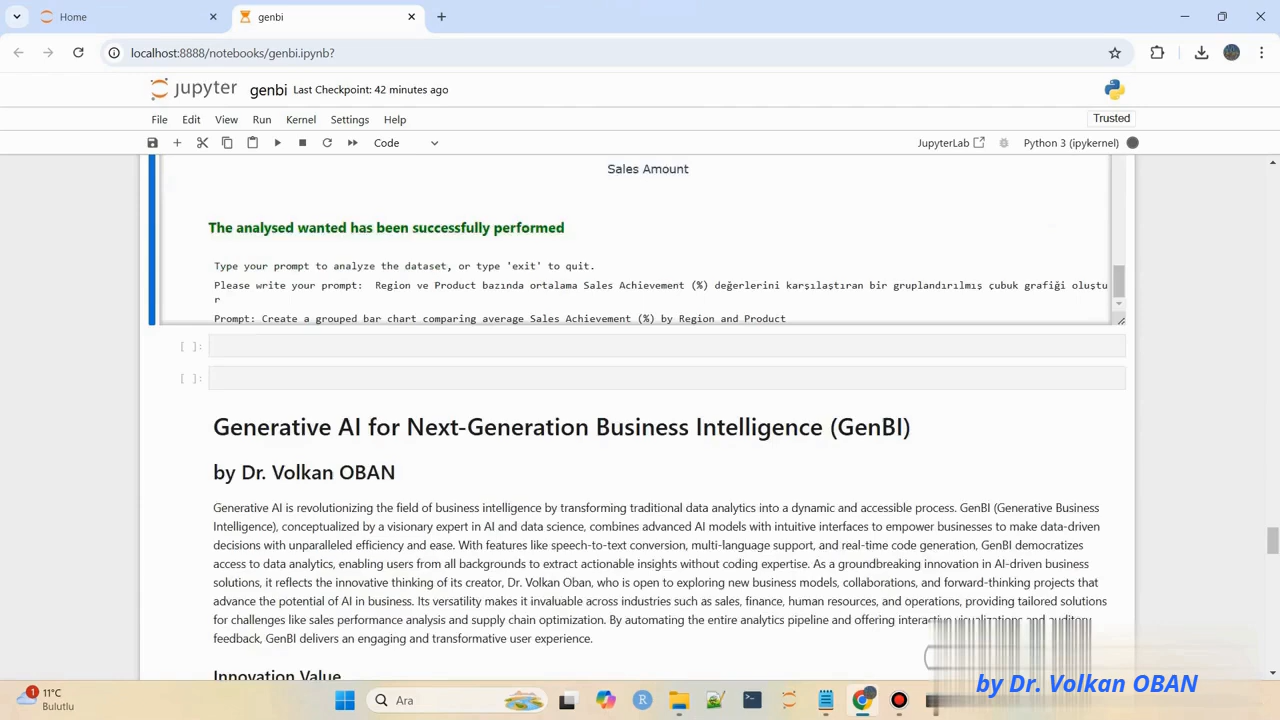 Home
genbi
localhost:8888/notebooks/genbi.ipynb?
jupyter genbi Last Checkpoint: 42 minutes ago
File Edit View Run Kernel Settings Help
Trusted
Code
JupyterLab
Python 3 (ipykernel)
Sales Amount
The analysed wanted has been successfully performed
Type your prompt to analyze the dataset, or type 'exit' to quit.
Please write your prompt: Region ve Product bazında ortalama Sales Achievement (%) değerlerini karşılaştıran bir gruplandırılmış çubuk grafiği oluştu
r
Prompt: Create a grouped bar chart comparing average Sales Achievement (%) by Region and Product
[ ]:
[ ]:
Generative AI for Next-Generation Business Intelligence (GenBI)
by Dr. Volkan OBAN
Generative AI is revolutionizing the field of business intelligence by transforming traditional data analytics into a dynamic and accessible process. GenBI (Generative Business
Intelligence), conceptualized by a visionary expert in AI and data science, combines advanced AI models with intuitive interfaces to empower businesses to make data-driven
decisions with unparalleled efficiency and ease. With features like speech-to-text conversion, multi-language support, and real-time code generation, GenBI democratizes
access to data analytics, enabling users from all backgrounds to extract actionable insights without coding expertise. As a groundbreaking innovation in AI-driven business
solutions, it reflects the innovative thinking of its creator, Dr. Volkan Oban, who is open to exploring new business models, collaborations, and forward-thinking projects that
advance the potential of AI in business. Its versatility makes it invaluable across industries such as sales, finance, human resources, and operations, providing tailored solutions
for challenges like sales performance analysis and supply chain optimization. By automating the entire analytics pipeline and offering interactive visualizations and auditory
feedback, GenBI delivers an engaging and transformative user experience.
Innovation Value
by Dr. Volkan OBAN
1
11°C
Bulutlu
Ara
R